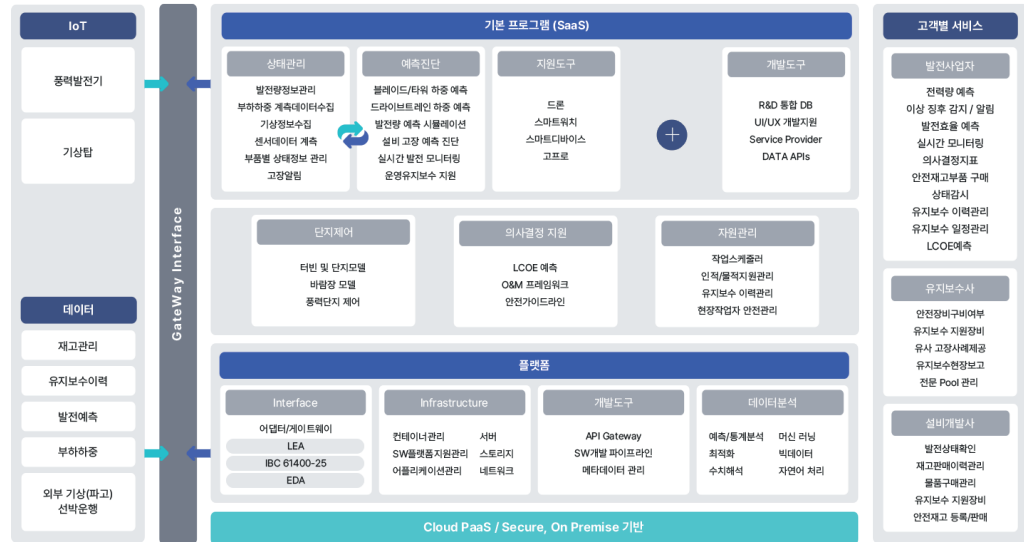 IoT
풍력발전기
기상탑
데이터
재고관리
유지보수이력
발전예측
부하하중
외부 기상(파고)
선박운행
GateWay Interface
기본 프로그램 (SaaS)
상태관리
발전량정보관리
부하하중 계측데이터수집
기상정보수집
센서데이터 계측
부품별 상태정보 관리
고장알림
예측진단
블레이드/타워 하중 예측
드라이브트레인 하중 예측
발전량 예측 시뮬레이션
설비 고장 예측 진단
실시간 발전 모니터링
운영유지보수 지원
지원도구
드론
스마트워치
스마트디바이스
고프로
+
개발도구
R&D 통합 DB
UI/UX 개발지원
Service Provider
DATA APIs
단지제어
터빈 및 단지모델
바람장 모델
풍력단지 제어
의사결정 지원
LCOE 예측
O&M 프레임워크
안전가이드라인
자원관리
작업스케줄러
인적/물적지원관리
유지보수 이력관리
현장작업자 안전관리
플랫폼
Interface
어댑터/게이트웨이
LEA
IBC 61400-25
EDA
Infrastructure
컨테이너관리
SW플랫폼지원관리
어플리케이션관리
서버
스토리지
네트워크
개발도구
API Gateway
SW개발 파이프라인
메타데이터 관리
데이터분석
예측/통계분석
최적화
수치해석
머신 러닝
빅데이터
자연어 처리
Cloud PaaS / Secure, On Premise 기반
고객별 서비스
발전사업자
전력량 예측
이상 징후 감지 / 알림
발전효율 예측
실시간 모니터링
의사결정지표
안전재고부품 구매
상태감시
유지보수 이력관리
유지보수 일정관리
LCOE예측
유지보수사
안전장비구비여부
유지보수 지원장비
유사 고장사례제공
유지보수현장보고
전문 Pool 관리
설비개발사
발전상태확인
재고판매이력관리
물품구매관리
유지보수 지원장비
안전재고 등록/판매